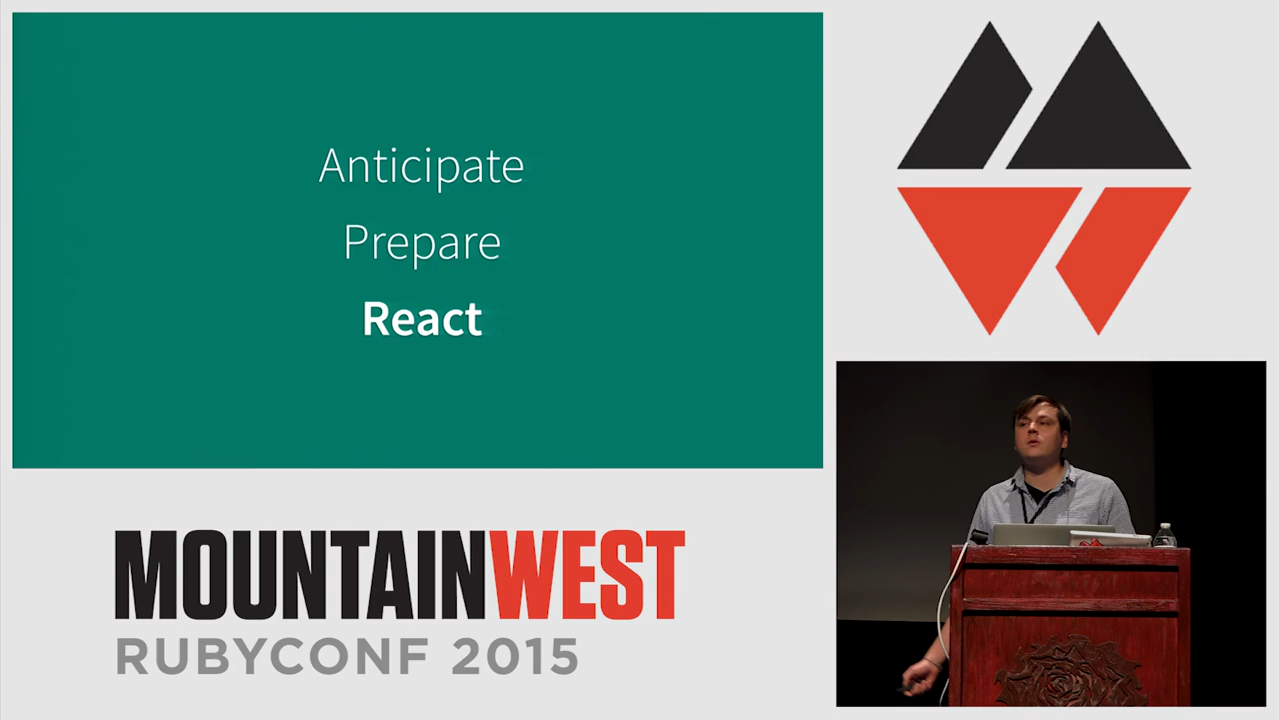 Anticipate
Prepare
React
MOUNTAINWEST
RUBYCONF 2015